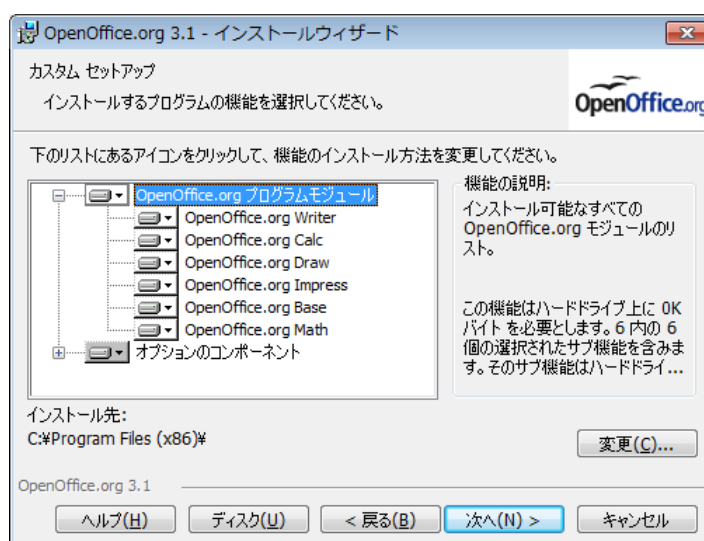 OpenOffice.org 3.1 - インストールウィザード
カスタム セットアップ
インストールするプログラムの機能を選択してください。
OpenOffice.org
下のリストにあるアイコンをクリックして、機能のインストール方法を変更してください。
OpenOffice.org プログラムモジュール
OpenOffice.org Writer
OpenOffice.org Calc
OpenOffice.org Draw
OpenOffice.org Impress
OpenOffice.org Base
OpenOffice.org Math
オプションのコンポーネント
機能の説明:
インストール可能なすべての
OpenOffice.org モジュールのリ
スト。
この機能はハードドライブ上に 0K
バイト を必要とします。6 内の 6
個の選択されたサブ機能を含みま
す。そのサブ機能はハードドライ...
インストール先:
C:¥Program Files (x86)¥
変更(C)...
OpenOffice.org 3.1
ヘルプ(H)
ディスク(U)
< 戻る(B)
次へ(N) >
キャンセル